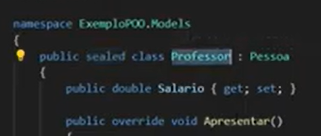 namespace ExemploPOO.Models
{
public sealed class Professor : Pessoa
{
public double Salario { get; set; }
public override void Apresentar()
{